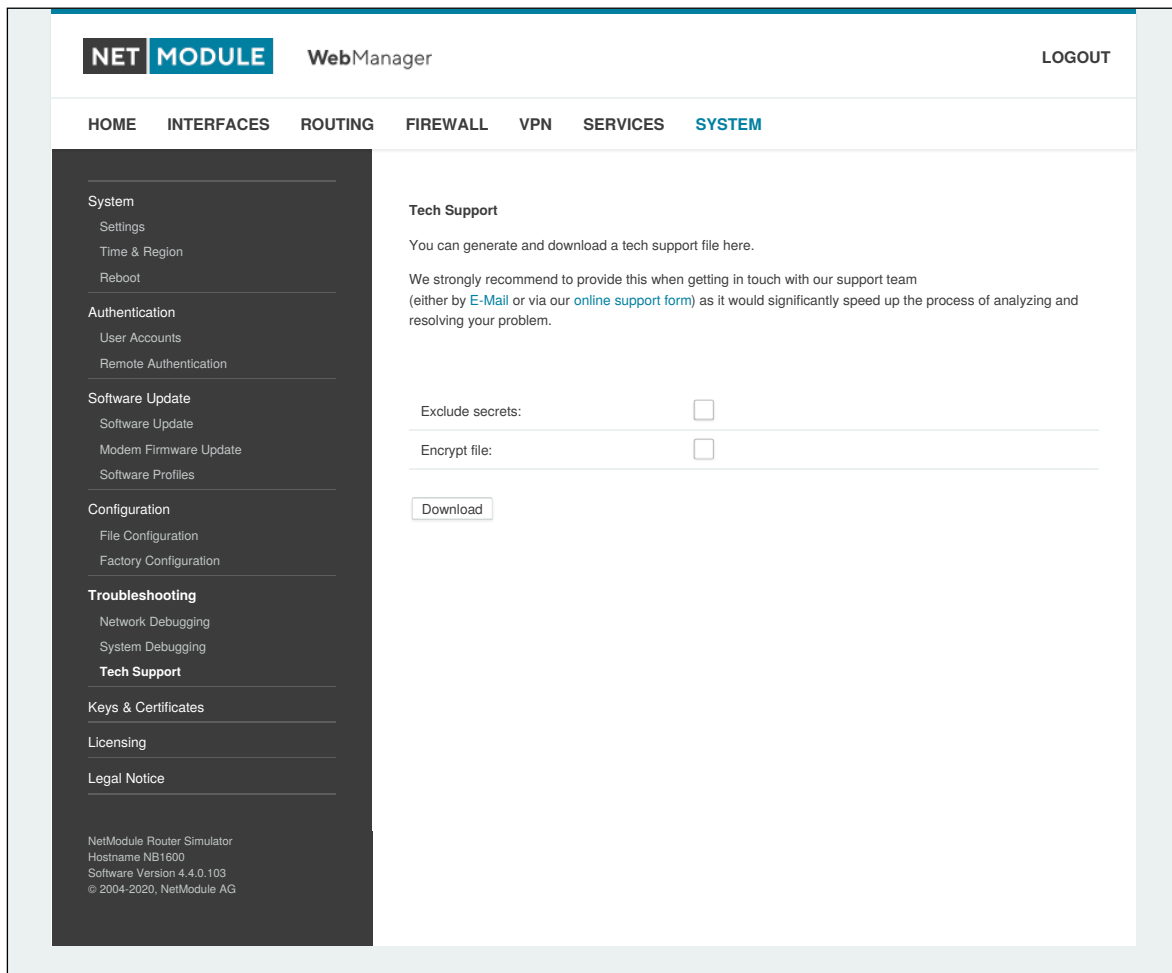 NET MODULE WebManager LOGOUT
HOME INTERFACES ROUTING FIREWALL VPN SERVICES SYSTEM
System
Settings
Time & Region
Reboot
Authentication
User Accounts
Remote Authentication
Software Update
Software Update
Modem Firmware Update
Software Profiles
Configuration
File Configuration
Factory Configuration
Troubleshooting
Network Debugging
System Debugging
Tech Support
Keys & Certificates
Licensing
Legal Notice
NetModule Router Simulator
Hostname NB1600
Software Version 4.4.0.103
© 2004-2020, NetModule AG
Tech Support
You can generate and download a tech support file here.
We strongly recommend to provide this when getting in touch with our support team
(either by E-Mail or via our online support form) as it would significantly speed up the process of analyzing and
resolving your problem.
Exclude secrets:
Encrypt file:
Download